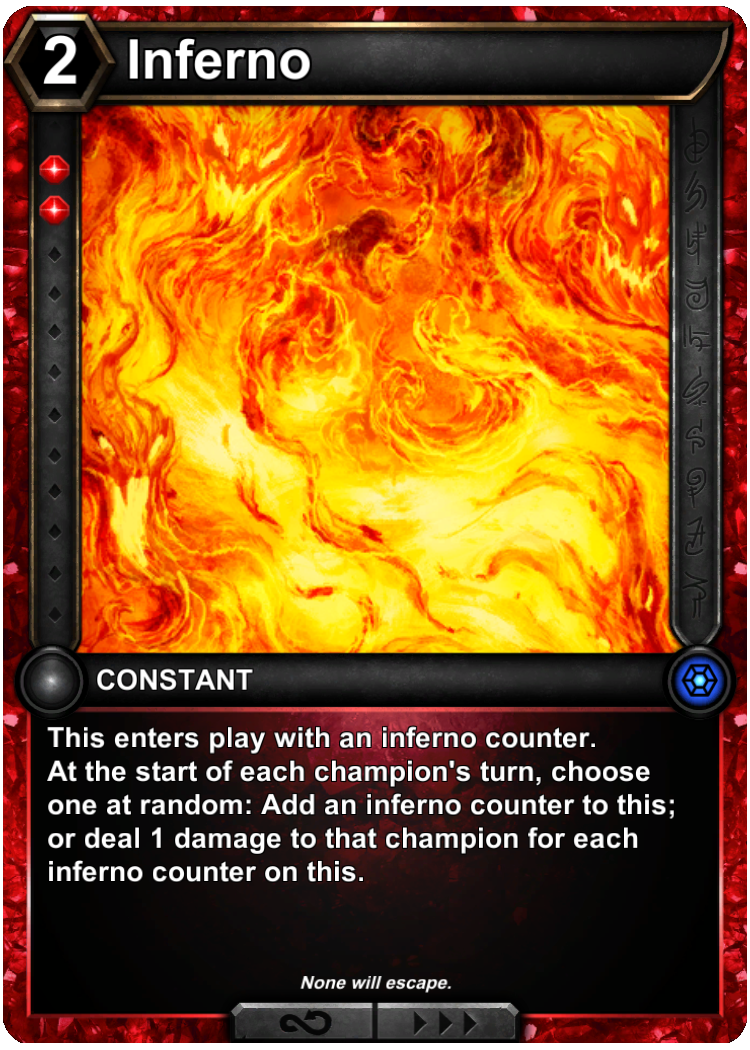 2
Inferno
CONSTANT
This enters play with an inferno counter.
At the start of each champion's turn, choose
one at random: Add an inferno counter to this;
or deal 1 damage to that champion for each
inferno counter on this.
None will escape.